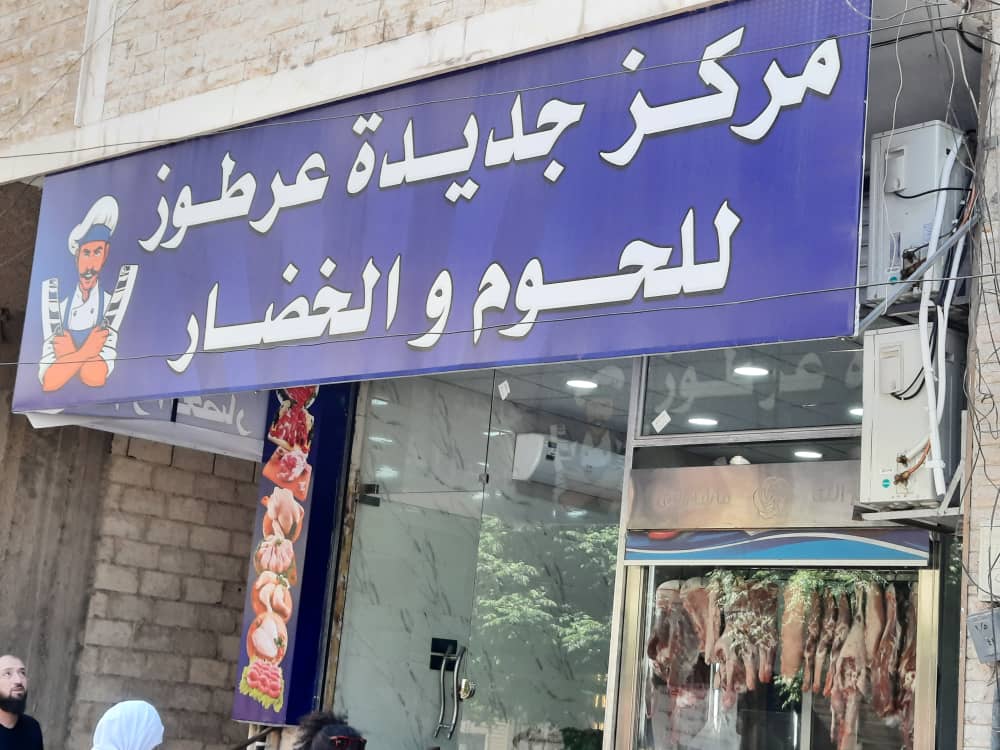 مركز جديدة عرطوز
للحوم و الخضار